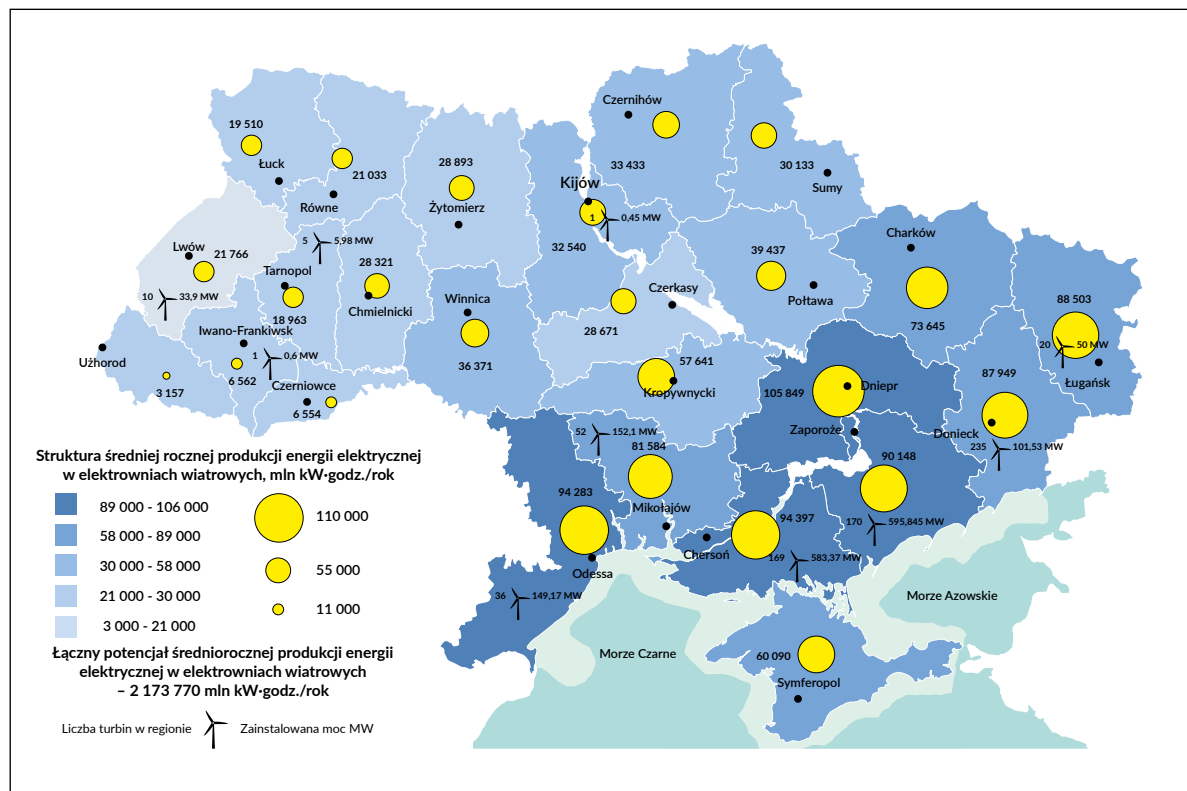 Czernihów
33 433
30 133
Sumy
19 510
Łuck
21 033
Równe
28 893
Żytomierz
Kijów
1 0,45 MW
32 540
Lwów
21 766
10 33,9 MW
5 5,98 MW
Tarnopol
18 963
28 321
Chmielnicki
Winnica
36 371
Czerkasy
28 671
39 437
Połtawa
Charków
73 645
88 503
20 50 MW
Ługańsk
Użhorod
3 157
Iwano-Frankiwsk
1 0,6 MW
6 562
Czerniowce
6 554
57 641
Kropywnycki
105 849
Dniepr
Zaporoże
87 949
Donieck
235 101,53 MW
52 152,1 MW
81 584
Mikołajów
90 148
170 595,845 MW
94 283
Odessa
36 149,17 MW
94 397
Chersoń
169 583,37 MW
Morze Azowskie
Morze Czarne
60 090
Symferopol
Struktura średniej rocznej produkcji energii elektrycznej
w elektrowniach wiatrowych, mln kW·godz./rok
89 000 - 106 000
58 000 - 89 000
30 000 - 58 000
21 000 - 30 000
3 000 - 21 000
110 000
55 000
11 000
Łączny potencjał średniorocznej produkcji energii
elektrycznej w elektrowniach wiatrowych
– 2 173 770 mln kW·godz./rok
Liczba turbin w regionie Zainstalowana moc MW